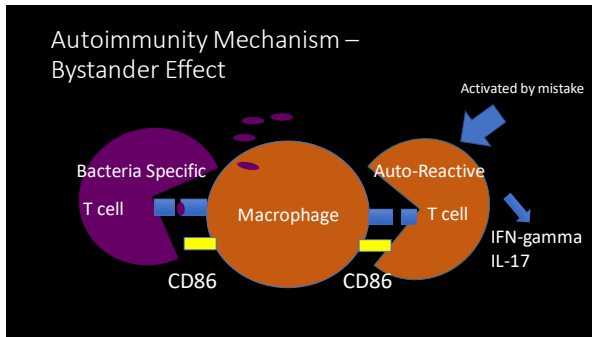 Autoimmunity Mechanism –
Bystander Effect
Activated by mistake
Bacteria Specific
T cell
Macrophage
Auto-Reactive
T cell
CD86
CD86
IFN-gamma
IL-17